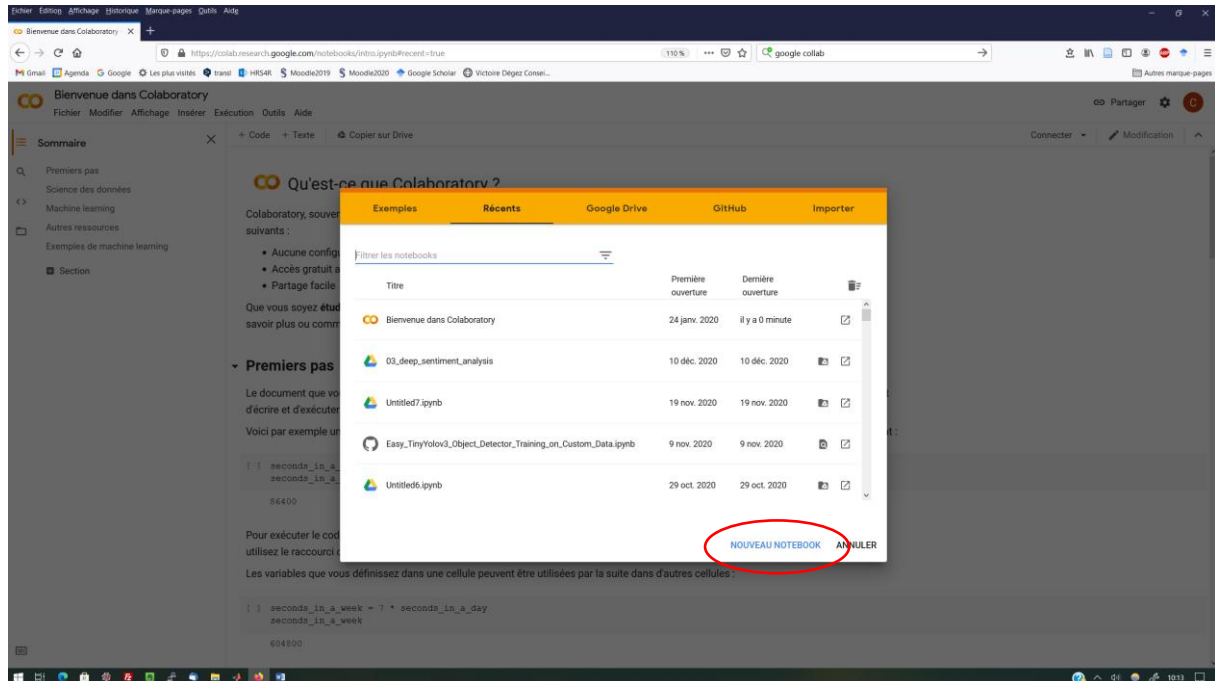 Fichier Edition Affichage Historique Marque-pages Outils Aide
Bienvenue dans Colaboratory
https://colab.research.google.com/notebooks/intro.ipynb#recent=true
110 %
google collab
Gmail Agenda Google Les plus visités transl HRS4R Moodle2019 Moodle2020 Google Scholar Victoire Dégez Consei...
Autres marque-pages
Bienvenue dans Colaboratory
Fichier Modifier Affichage Insérer Exécution Outils Aide
Partager
C
Sommaire
+ Code + Texte Copier sur Drive
Connecter
Modification
Premiers pas
Science des données
Machine learning
Autres ressources
Exemples de machine learning
Section
Qu'est-ce que Colaboratory ?
Colaboratory, souver
suivants :
Aucune configu
Accès gratuit a
Partage facile
Que vous soyez étud
savoir plus ou comm
Premiers pas
Le document que vo
d'écrire et d'exécuter
Voici par exemple un
nt :
[ ] seconds_in_a_
seconds_in_a_
86400
Pour exécuter le cod
utilisez le raccourci c
Les variables que vous définissez dans une cellule peuvent être utilisées par la suite dans d'autres cellules :
[ ] seconds_in_a_week = 7 * seconds_in_a_day
seconds_in_a_week
604800
Exemples Récents Google Drive GitHub Importer
Filtrer les notebooks
Titre
Première ouverture
Dernière ouverture
Bienvenue dans Colaboratory 24 janv. 2020 il y a 0 minute
03_deep_sentiment_analysis 10 déc. 2020 10 déc. 2020
Untitled7.ipynb 19 nov. 2020 19 nov. 2020
Easy_TinyYolov3_Object_Detector_Training_on_Custom_Data.ipynb 9 nov. 2020 9 nov. 2020
Untitled6.ipynb 29 oct. 2020 29 oct. 2020
NOUVEAU NOTEBOOK ANNULER
10:13